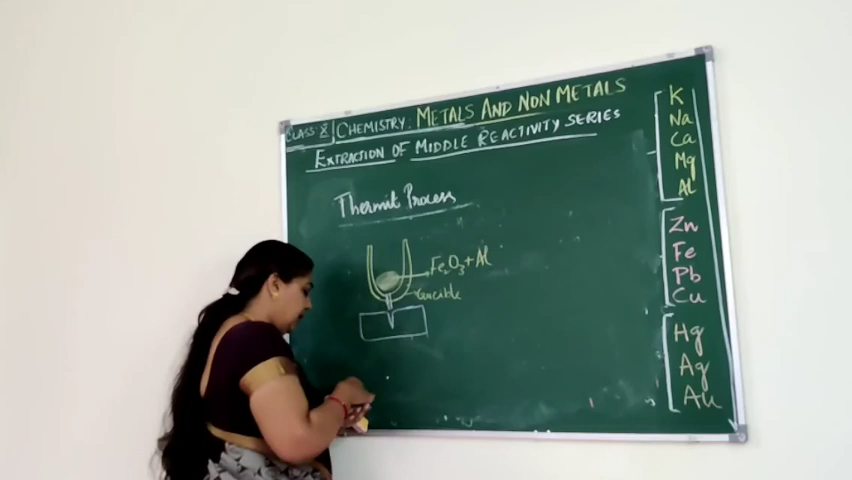 CLASS: X
CHEMISTRY: METALS AND NON METALS
EXTRACTION OF MIDDLE REACTIVITY SERIES
Thermit Process
Fe₂O₃+Al
K
Na
Ca
Mg
Al
Zn
Fe
Pb
Cu
Hg
Ag
Au